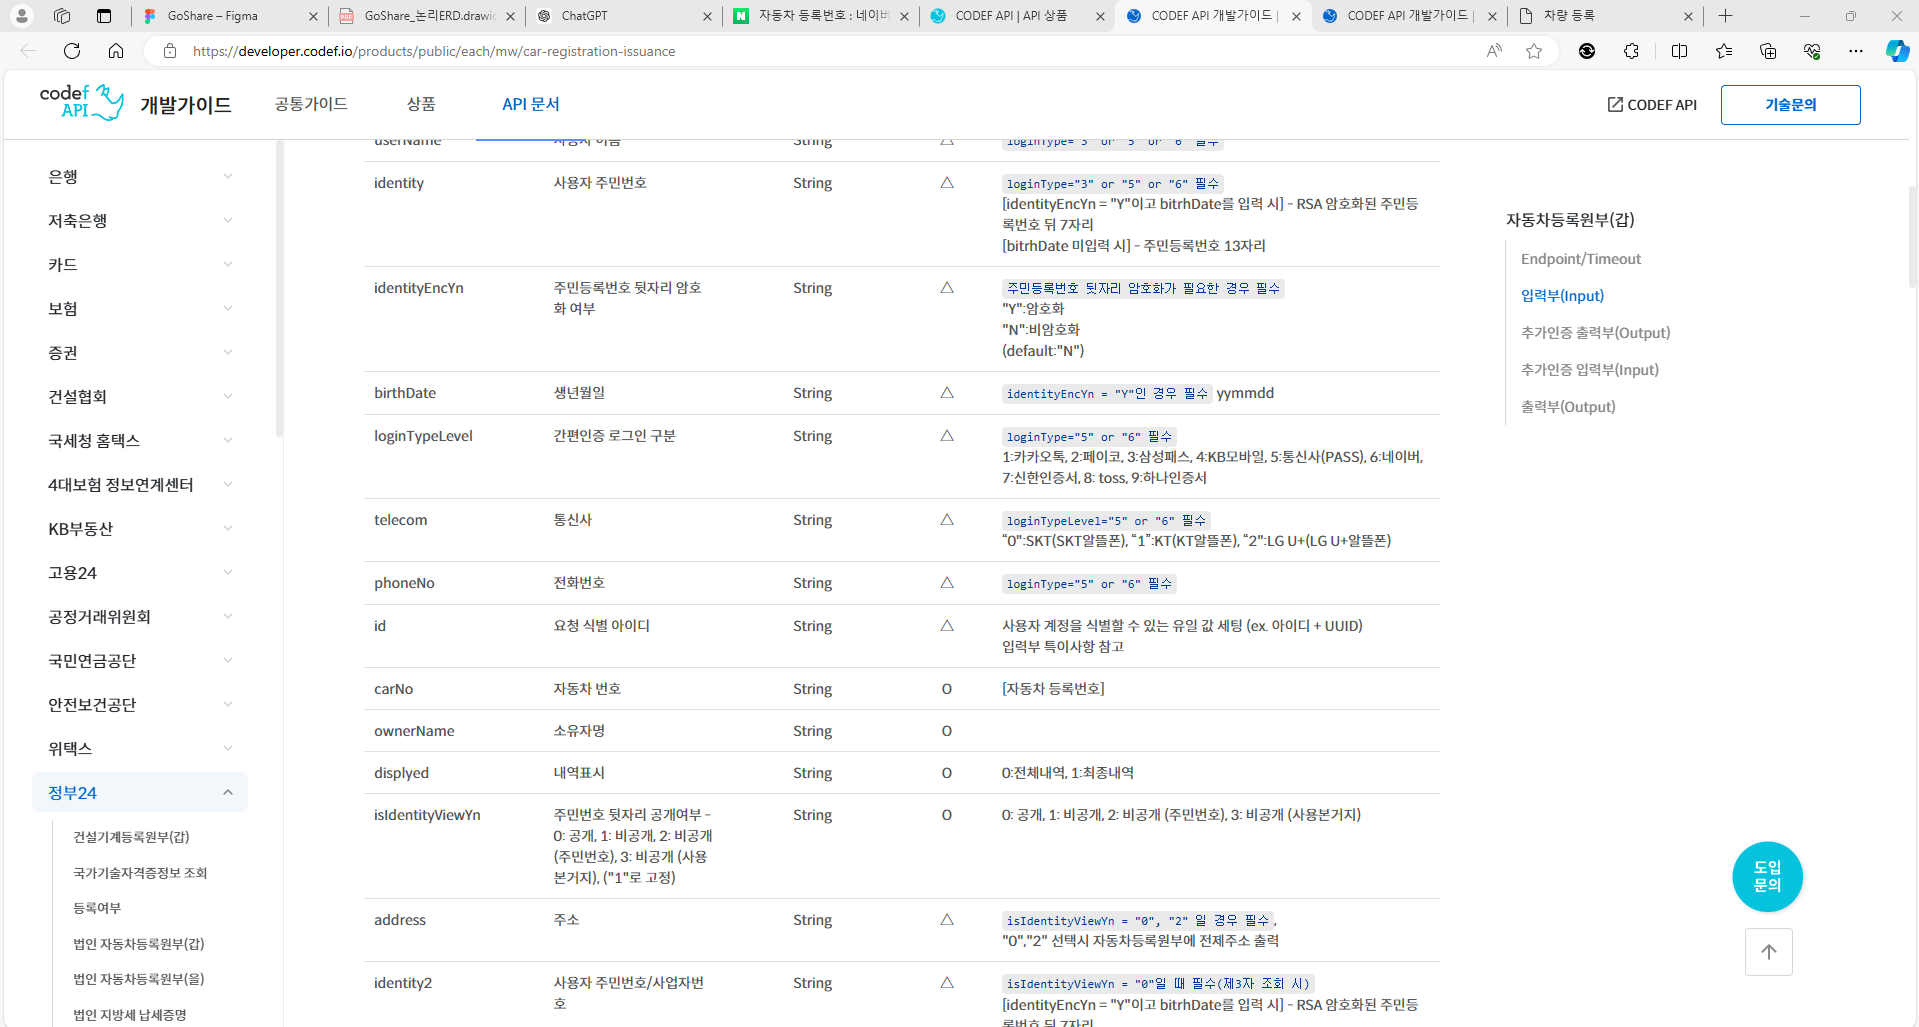 GoShare – Figma
GoShare_논리ERD.drawio
ChatGPT
자동차 등록번호 : 네이버
CODEF API | API 상품
CODEF API 개발가이드 |
CODEF API 개발가이드 |
차량 등록
https://developer.codef.io/products/public/each/mw/car-registration-issuance
codef API
개발가이드
공통가이드
상품
API 문서
CODEF API
기술문의
은행
저축은행
카드
보험
증권
건설협회
국세청 홈택스
4대보험 정보연계센터
KB부동산
고용24
공정거래위원회
국민연금공단
안전보건공단
위택스
정부24
건설기계등록원부(갑)
국가기술자격증정보 조회
등록여부
법인 자동차등록원부(갑)
법인 자동차등록원부(을)
법인 지방세 납세증명
userName 사용자 이름 String △ loginType="3" or "5" or "6" 필수
identity 사용자 주민번호 String △ loginType="3" or "5" or "6" 필수
[identityEncYn = "Y"이고 bitrhDate를 입력 시] - RSA 암호화된 주민등
록번호 뒤 7자리
[bitrhDate 미입력 시] - 주민등록번호 13자리
identityEncYn 주민등록번호 뒷자리 암호 String △ 주민등록번호 뒷자리 암호화가 필요한 경우 필수
화 여부 "Y":암호화
"N":비암호화
(default:"N")
birthDate 생년월일 String △ identityEncYn = "Y"인 경우 필수 yymmdd
loginTypeLevel 간편인증 로그인 구분 String △ loginType="5" or "6" 필수
1:카카오톡, 2:페이코, 3:삼성패스, 4:KB모바일, 5:통신사(PASS), 6:네이버,
7:신한인증서, 8: toss, 9:하나인증서
telecom 통신사 String △ loginTypeLevel="5" or "6" 필수
“0":SKT(SKT알뜰폰), “1”:KT(KT알뜰폰), “2":LG U+(LG U+알뜰폰)
phoneNo 전화번호 String △ loginType="5" or "6" 필수
id 요청 식별 아이디 String △ 사용자 계정을 식별할 수 있는 유일 값 세팅 (ex. 아이디 + UUID)
입력부 특이사항 참고
carNo 자동차 번호 String O [자동차 등록번호]
ownerName 소유자명 String O
displyed 내역표시 String O 0:전체내역, 1:최종내역
isIdentityViewYn 주민번호 뒷자리 공개여부 - String O 0: 공개, 1: 비공개, 2: 비공개 (주민번호), 3: 비공개 (사용본거지)
0: 공개, 1: 비공개, 2: 비공개
(주민번호), 3: 비공개 (사용
본거지), ("1"로 고정)
address 주소 String △ isIdentityViewYn = "0", "2" 일 경우 필수,
"0","2" 선택시 자동차등록원부에 전제주소 출력
identity2 사용자 주민번호/사업자번 String △ isIdentityViewYn = "0"일 때 필수(제3자 조회 시)
호 [identityEncYn = "Y"이고 bitrhDate를 입력 시] - RSA 암호화된 주민등
록번호 뒤 7자리
자동차등록원부(갑)
Endpoint/Timeout
입력부(Input)
추가인증 출력부(Output)
추가인증 입력부(Input)
출력부(Output)
도입
문의